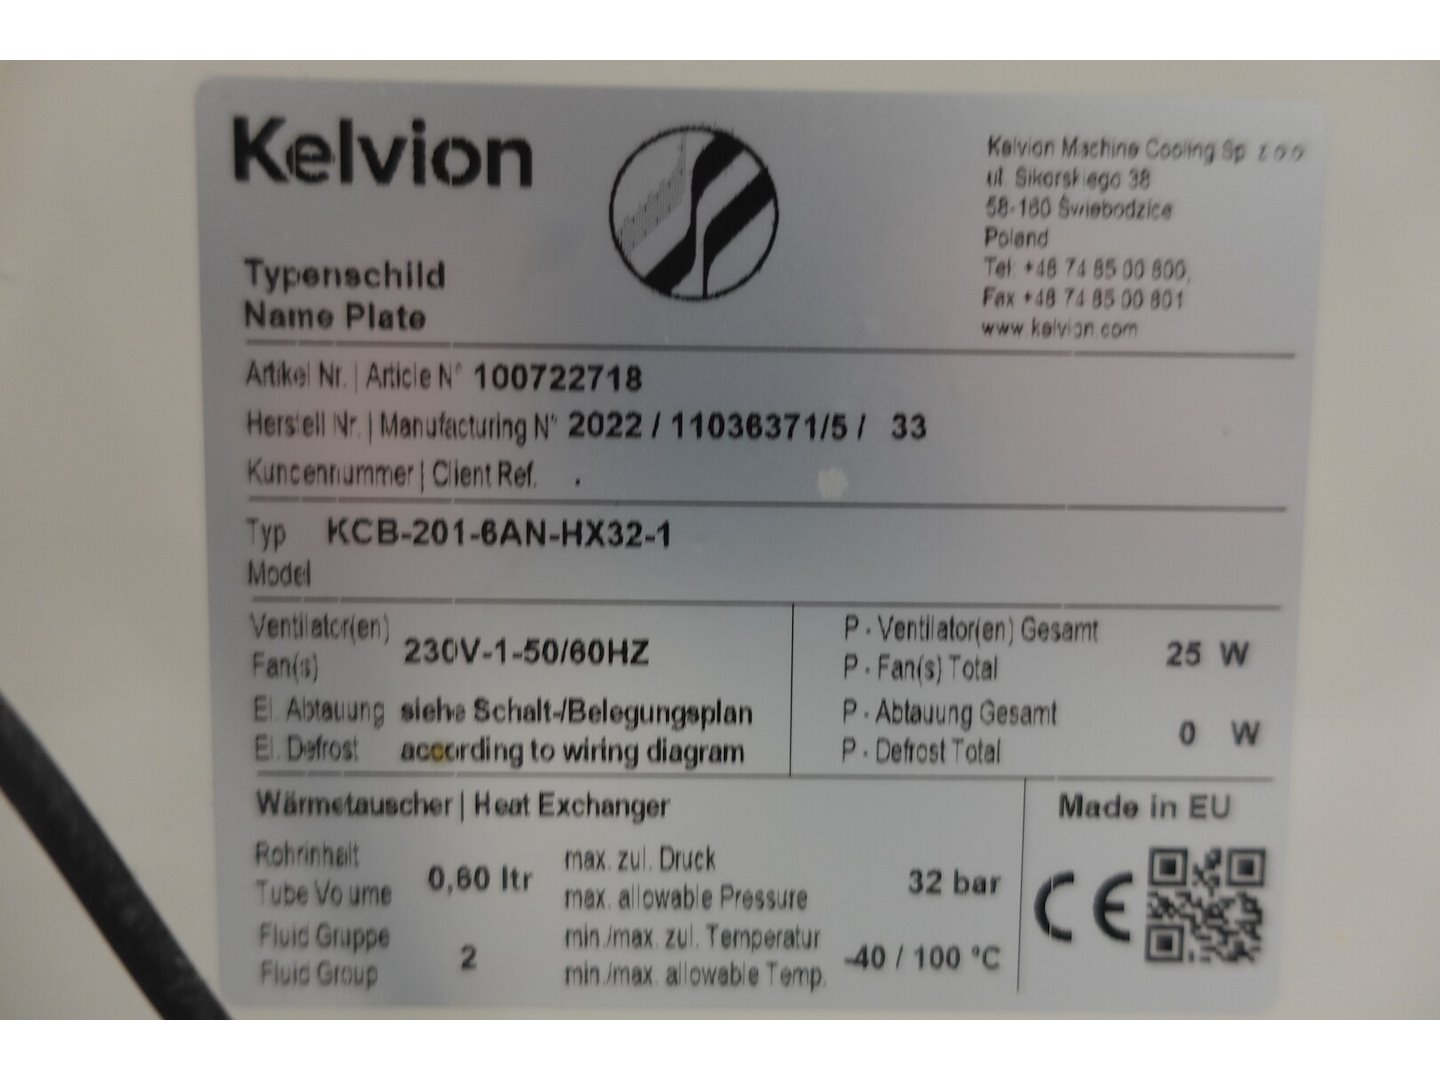 Kelvion
Kelvion Machine Cooling Sp. z o.o.
ul. Sikorskiego 38
58-160 Świebodzice
Poland
Tel: +48 74 85 00 800,
Fax +48 74 85 00 801
www.kelvion.com
Typenschild
Name Plate
Artikel Nr. | Article N° 100722718
Herstell Nr. | Manufacturing N° 2022 / 11036371/5 / 33
Kundennummer | Client Ref. .
Typ KCB-201-6AN-HX32-1
Model
Ventilator(en)
Fan(s)
230V-1-50/60HZ
P - Ventilator(en) Gesamt
P - Fan(s) Total
25 W
El. Abtauung siehe Schalt-/Belegungsplan
El. Defrost according to wiring diagram
P - Abtauung Gesamt
P - Defrost Total
0 W
Wärmetauscher | Heat Exchanger
Rohrinhalt
Tube Volume
0,60 ltr
max. zul. Druck
max. allowable Pressure
32 bar
Fluid Gruppe
Fluid Group
2
min./max. zul. Temperatur
min./max. allowable Temp.
-40 / 100 °C
Made in EU
CE